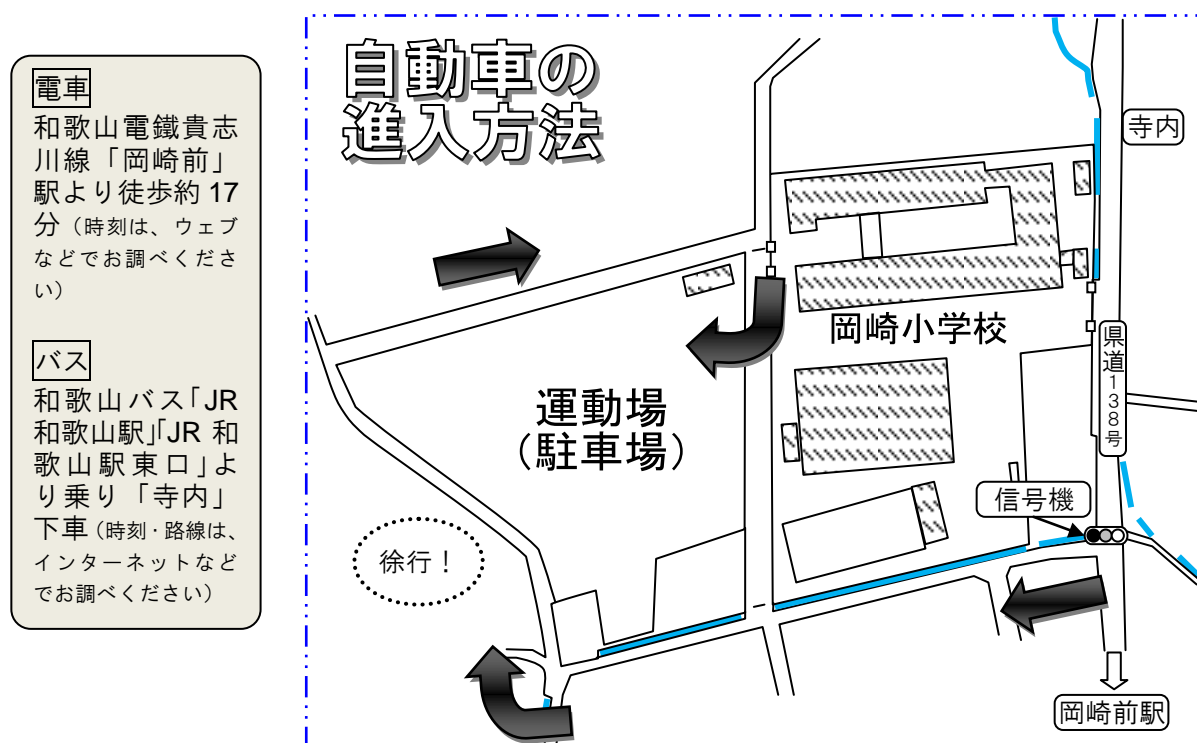 電車
和歌山電鐵貴志
川線「岡崎前」
駅より徒歩約 17
分（時刻は、ウェブ
などでお調べくださ
い）
バス
和歌山バス「JR
和歌山駅」「JR 和
歌山駅東口」よ
り乗り「寺内」
下車（時刻・路線は、
インターネットなど
でお調べください）
自動車の
進入方法
寺内
岡崎小学校
県道138号
運動場
（駐車場）
信号機
徐行！
岡崎前駅